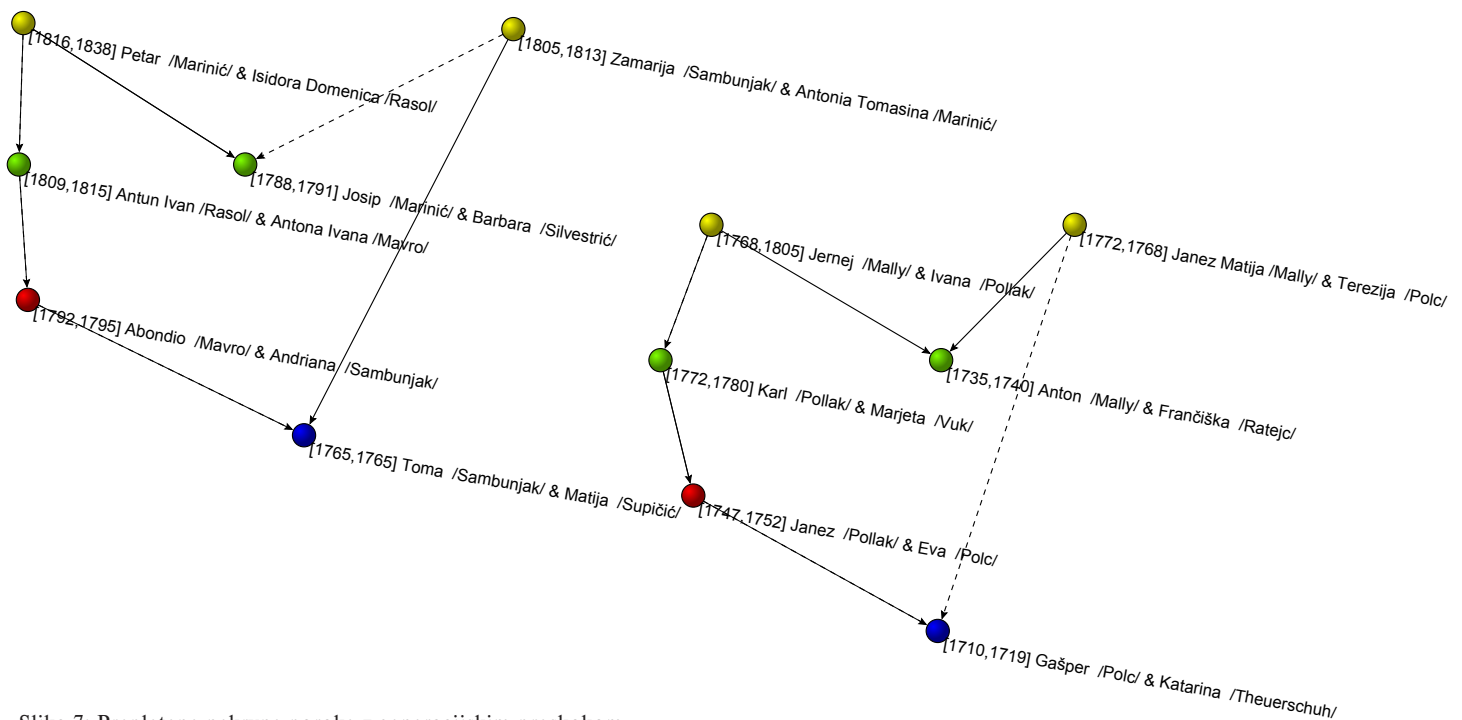 [1816,1838] Petar /Marinić/ & Isidora Domenica /Rasol/
[1805,1813] Zamarija /Sambunjak/ & Antonia Tomasina /Marinić/
[1809,1815] Antun Ivan /Rasol/ & Antona Ivana /Mavro/
[1788,1791] Josip /Marinić/ & Barbara /Silvestrić/
[1768,1805] Jernej /Mally/ & Ivana /Pollak/
[1772,1768] Janez Matija /Mally/ & Terezija /Polc/
[1792,1795] Abondio /Mavro/ & Andriana /Sambunjak/
[1772,1780] Karl /Pollak/ & Marjeta /Vuk/
[1735,1740] Anton /Mally/ & Frančiška /Ratejc/
[1765,1765] Toma /Sambunjak/ & Matija /Supičić/
[1747,1752] Janez /Pollak/ & Eva /Polc/
[1710,1719] Gašper /Polc/ & Katarina /Theuerschuh/